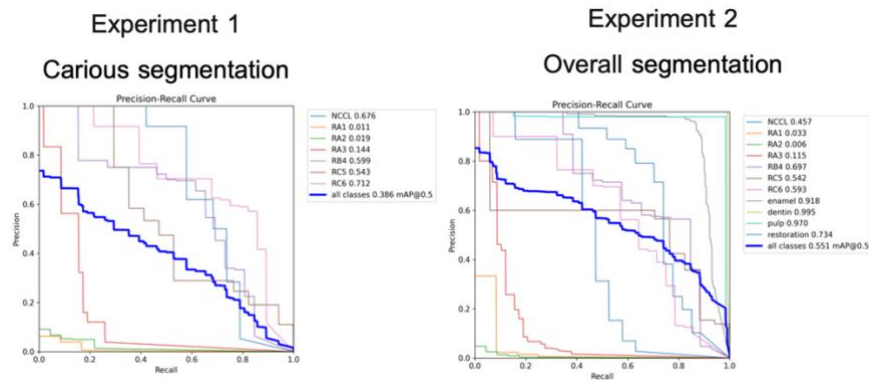 Experiment 1
Carious segmentation
Precision-Recall Curve
1.0
0.8
0.6
0.4
0.2
0.0
Precision
0.0 0.2 0.4 0.6 0.8 1.0
Recall
NCCL 0.676
RA1 0.011
RA2 0.019
RA3 0.144
RB4 0.599
RC5 0.543
RC6 0.712
all classes 0.386 mAP@0.5
Experiment 2
Overall segmentation
Precision-Recall Curve
1.0
0.8
0.6
0.4
0.2
0.0
Precision
0.0 0.2 0.4 0.6 0.8 1.0
Recall
NCCL 0.457
RA1 0.033
RA2 0.006
RA3 0.115
RB4 0.697
RC5 0.542
RC6 0.593
enamel 0.918
dentin 0.995
pulp 0.970
restoration 0.734
all classes 0.551 mAP@0.5